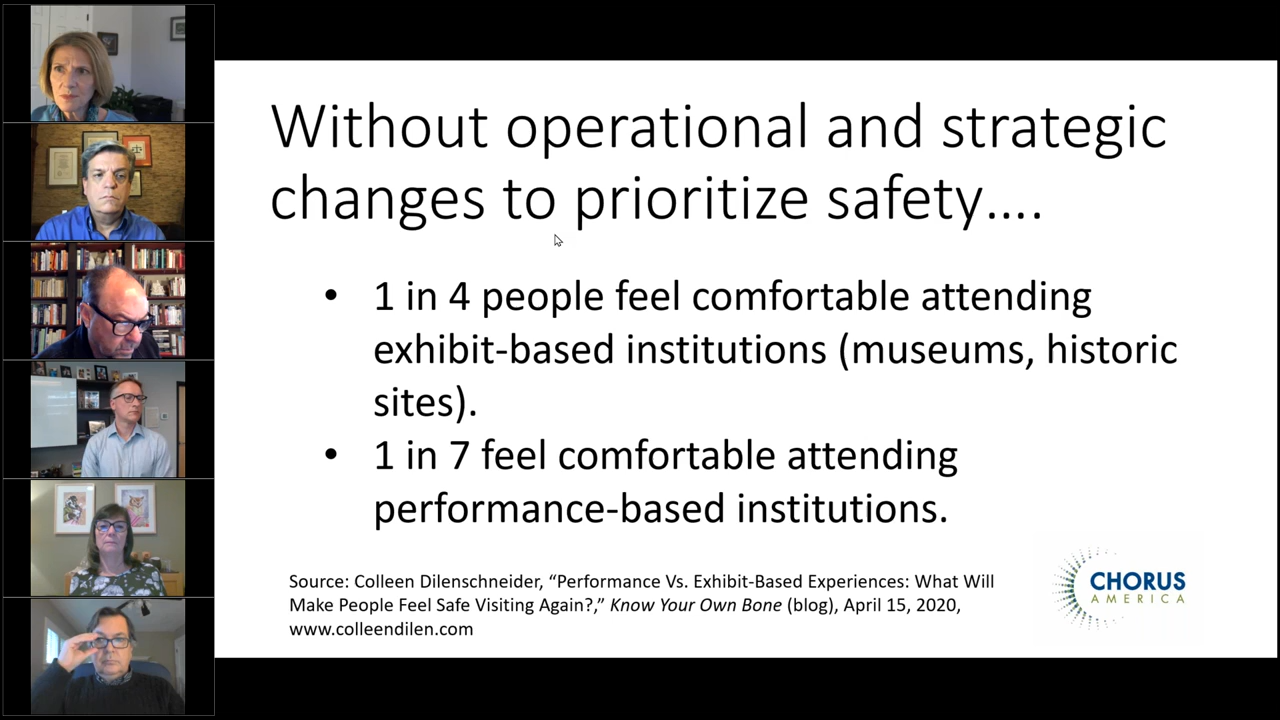 Without operational and strategic
changes to prioritize safety....
• 1 in 4 people feel comfortable attending
exhibit-based institutions (museums, historic
sites).
• 1 in 7 feel comfortable attending
performance-based institutions.
Source: Colleen Dilenschneider, “Performance Vs. Exhibit-Based Experiences: What Will
Make People Feel Safe Visiting Again?,” Know Your Own Bone (blog), April 15, 2020,
www.colleendilen.com
CHORUS
AMERICA